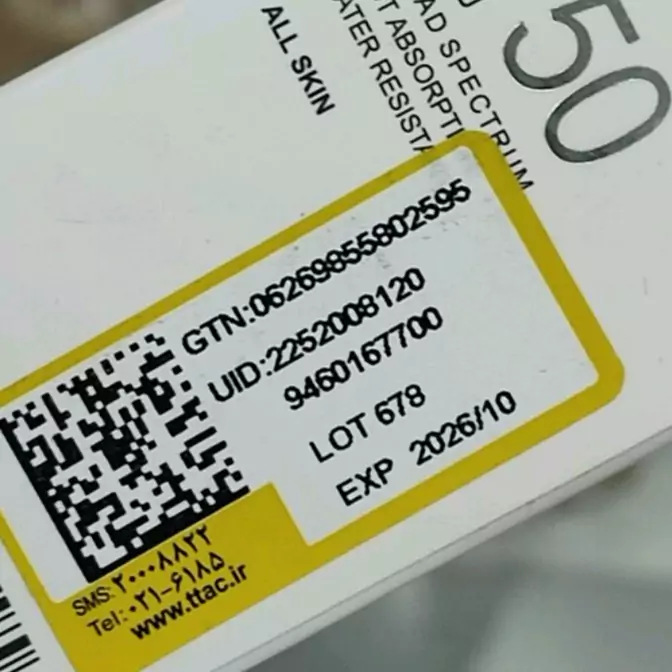 50
AD SPECTRUM
T ABSORPTI
ATER RESISTA
ALL SKIN
GTN:06269855802595
UID:2252008120
9460167700
LOT 678
EXP 2026/10
SMS:۲۰۰۰۸۸۲۲
Tel:۰۲۱-۶۱۸۵
www.ttac.ir